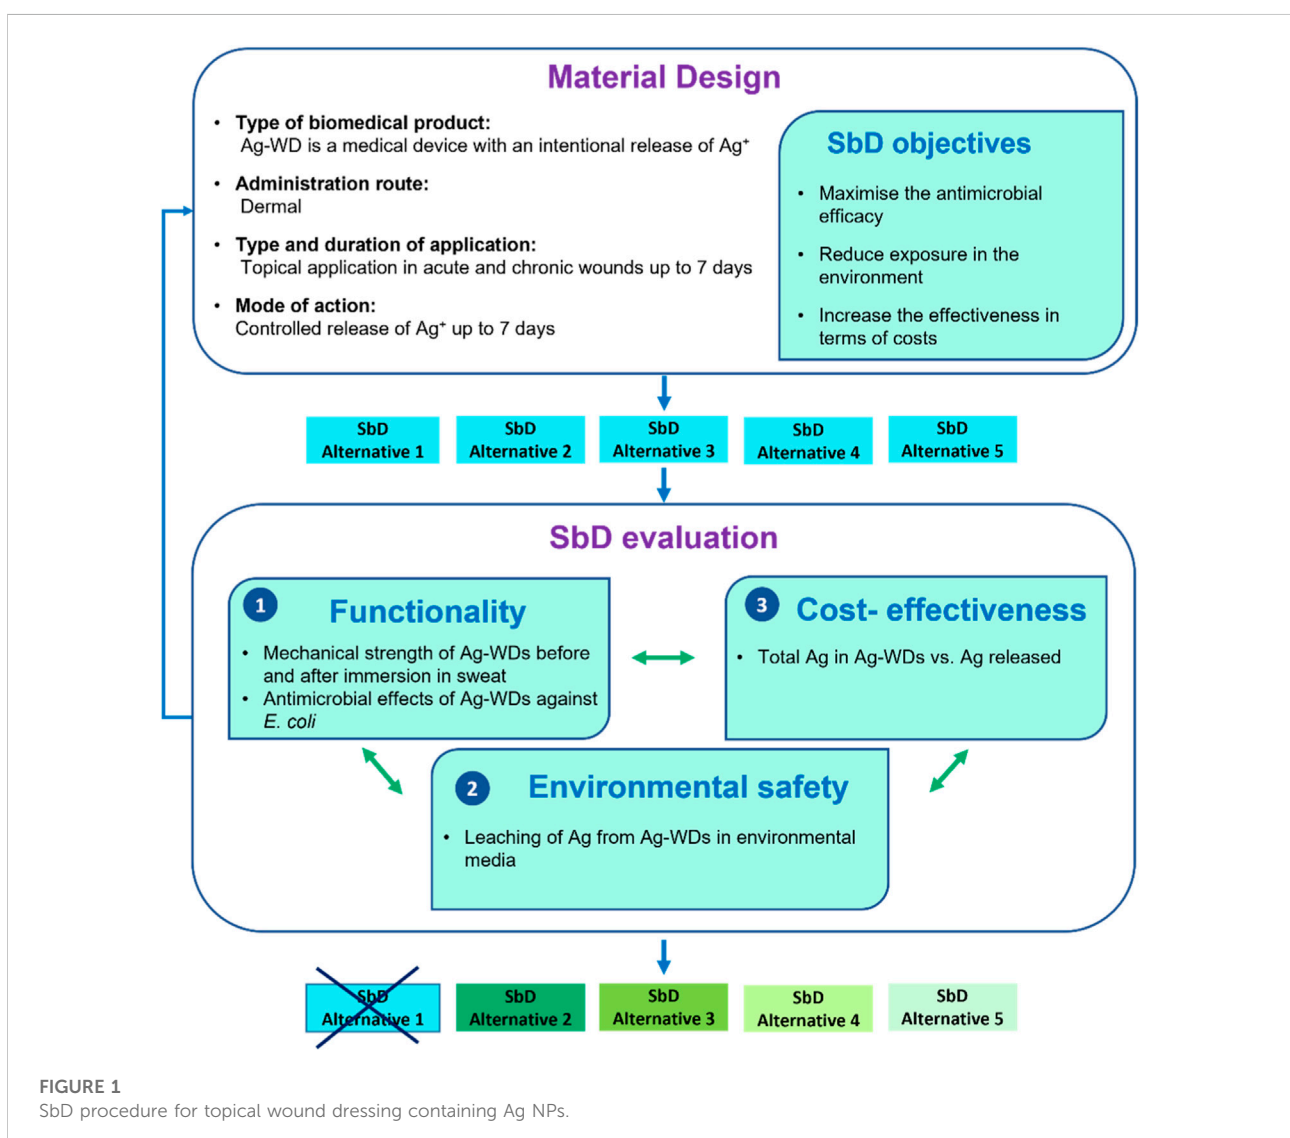 Material Design
• Type of biomedical product:
Ag-WD is a medical device with an intentional release of Ag⁺
• Administration route:
Dermal
• Type and duration of application:
Topical application in acute and chronic wounds up to 7 days
• Mode of action:
Controlled release of Ag⁺ up to 7 days
SbD objectives
• Maximise the antimicrobial
efficacy
• Reduce exposure in the
environment
• Increase the effectiveness in
terms of costs
SbD
Alternative 1
SbD
Alternative 2
SbD
Alternative 3
SbD
Alternative 4
SbD
Alternative 5
SbD evaluation
1 Functionality
• Mechanical strength of Ag-WDs before
and after immersion in sweat
• Antimicrobial effects of Ag-WDs against
E. coli
3 Cost- effectiveness
• Total Ag in Ag-WDs vs. Ag released
2 Environmental safety
• Leaching of Ag from Ag-WDs in environmental
media
SbD
Alternative 1
SbD
Alternative 2
SbD
Alternative 3
SbD
Alternative 4
SbD
Alternative 5
FIGURE 1
SbD procedure for topical wound dressing containing Ag NPs.